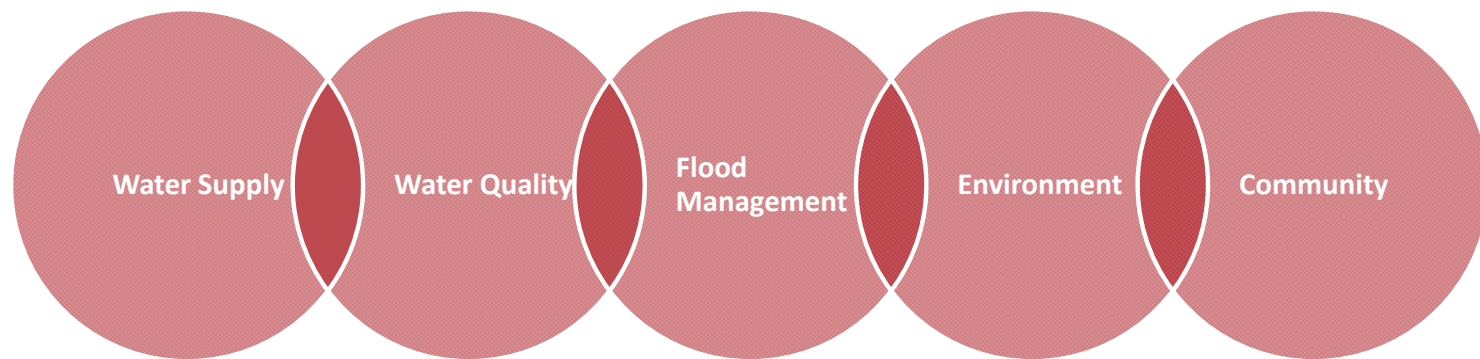 Water Supply
Water Quality
Flood
Management
Environment
Community